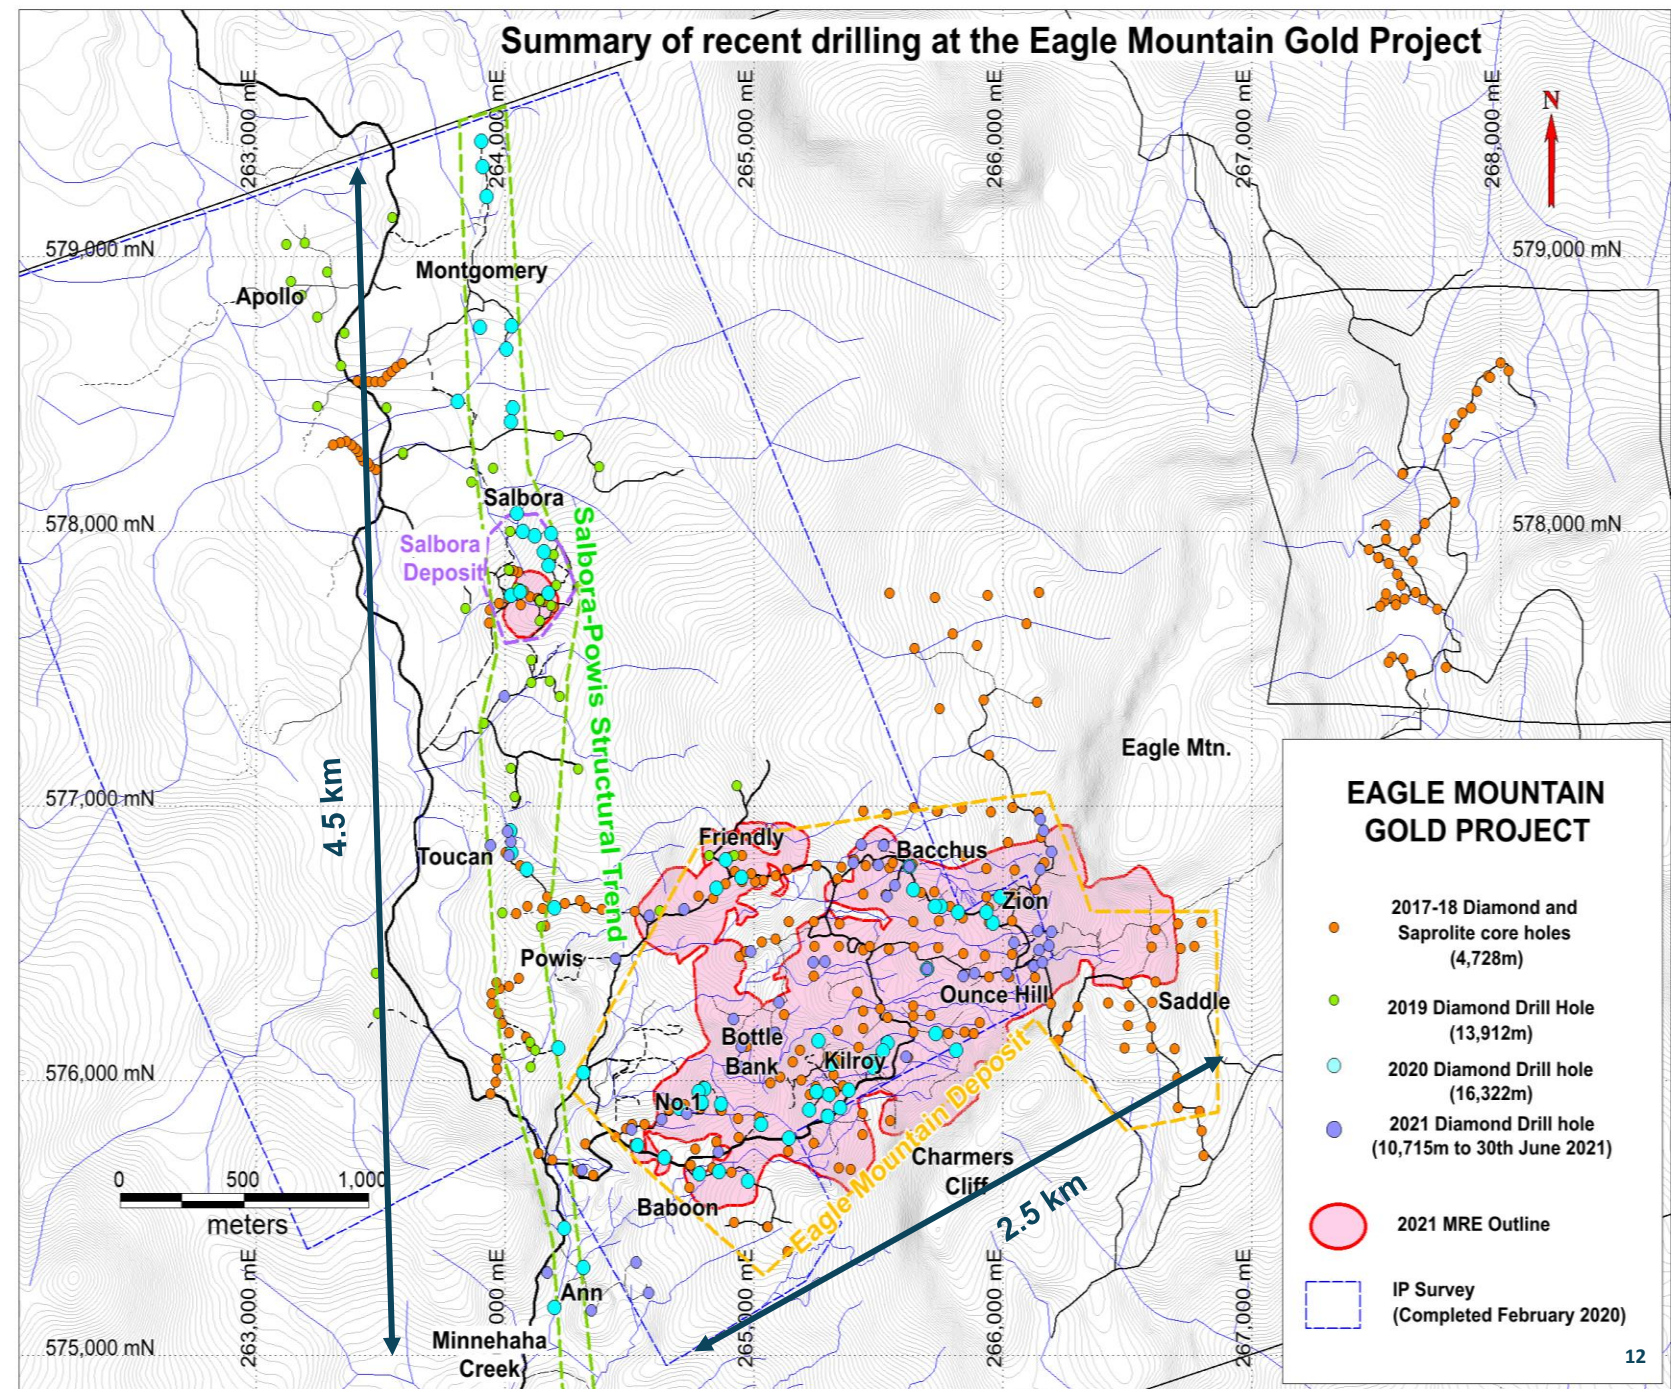 Summary of recent drilling at the Eagle Mountain Gold Project
263,000 mE
264,000 mE
265,000 mE
266,000 mE
267,000 mE
268,000 mE
N
579,000 mN
579,000 mN
Montgomery
Apollo
Salbora
578,000 mN
578,000 mN
Salbora
Deposit
Salbora-Powis Structural Trend
Eagle Mtn.
4.5 km
577,000 mN
Friendly
Bacchus
Toucan
Zion
Powis
Ounce Hill
Saddle
Bottle
Bank
Kilroy
576,000 mN
No.1
Eagle Mountain Deposit
Charmers
Cliff
2.5 km
Baboon
0 500 1,000
meters
Ann
Minnehaha
Creek
575,000 mN
263,000 mE
000 mE
265,000 mE
266,000 mE
267,000 mE
EAGLE MOUNTAIN
GOLD PROJECT
2017-18 Diamond and
Saprolite core holes
(4,728m)
2019 Diamond Drill Hole
(13,912m)
2020 Diamond Drill hole
(16,322m)
2021 Diamond Drill hole
(10,715m to 30th June 2021)
2021 MRE Outline
IP Survey
(Completed February 2020)
12